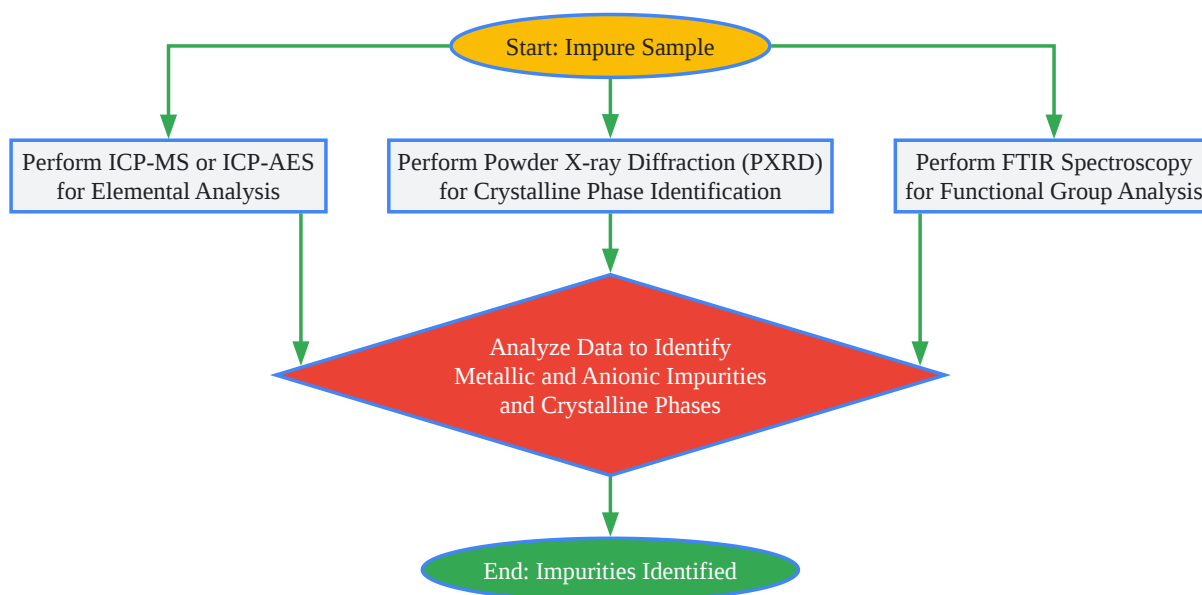 Start: Impure Sample
Perform ICP-MS or ICP-AES
for Elemental Analysis
Perform Powder X-ray Diffraction (PXRD)
for Crystalline Phase Identification
Perform FTIR Spectroscopy
for Functional Group Analysis
Analyze Data to Identify
Metallic and Anionic Impurities
and Crystalline Phases
End: Impurities Identified